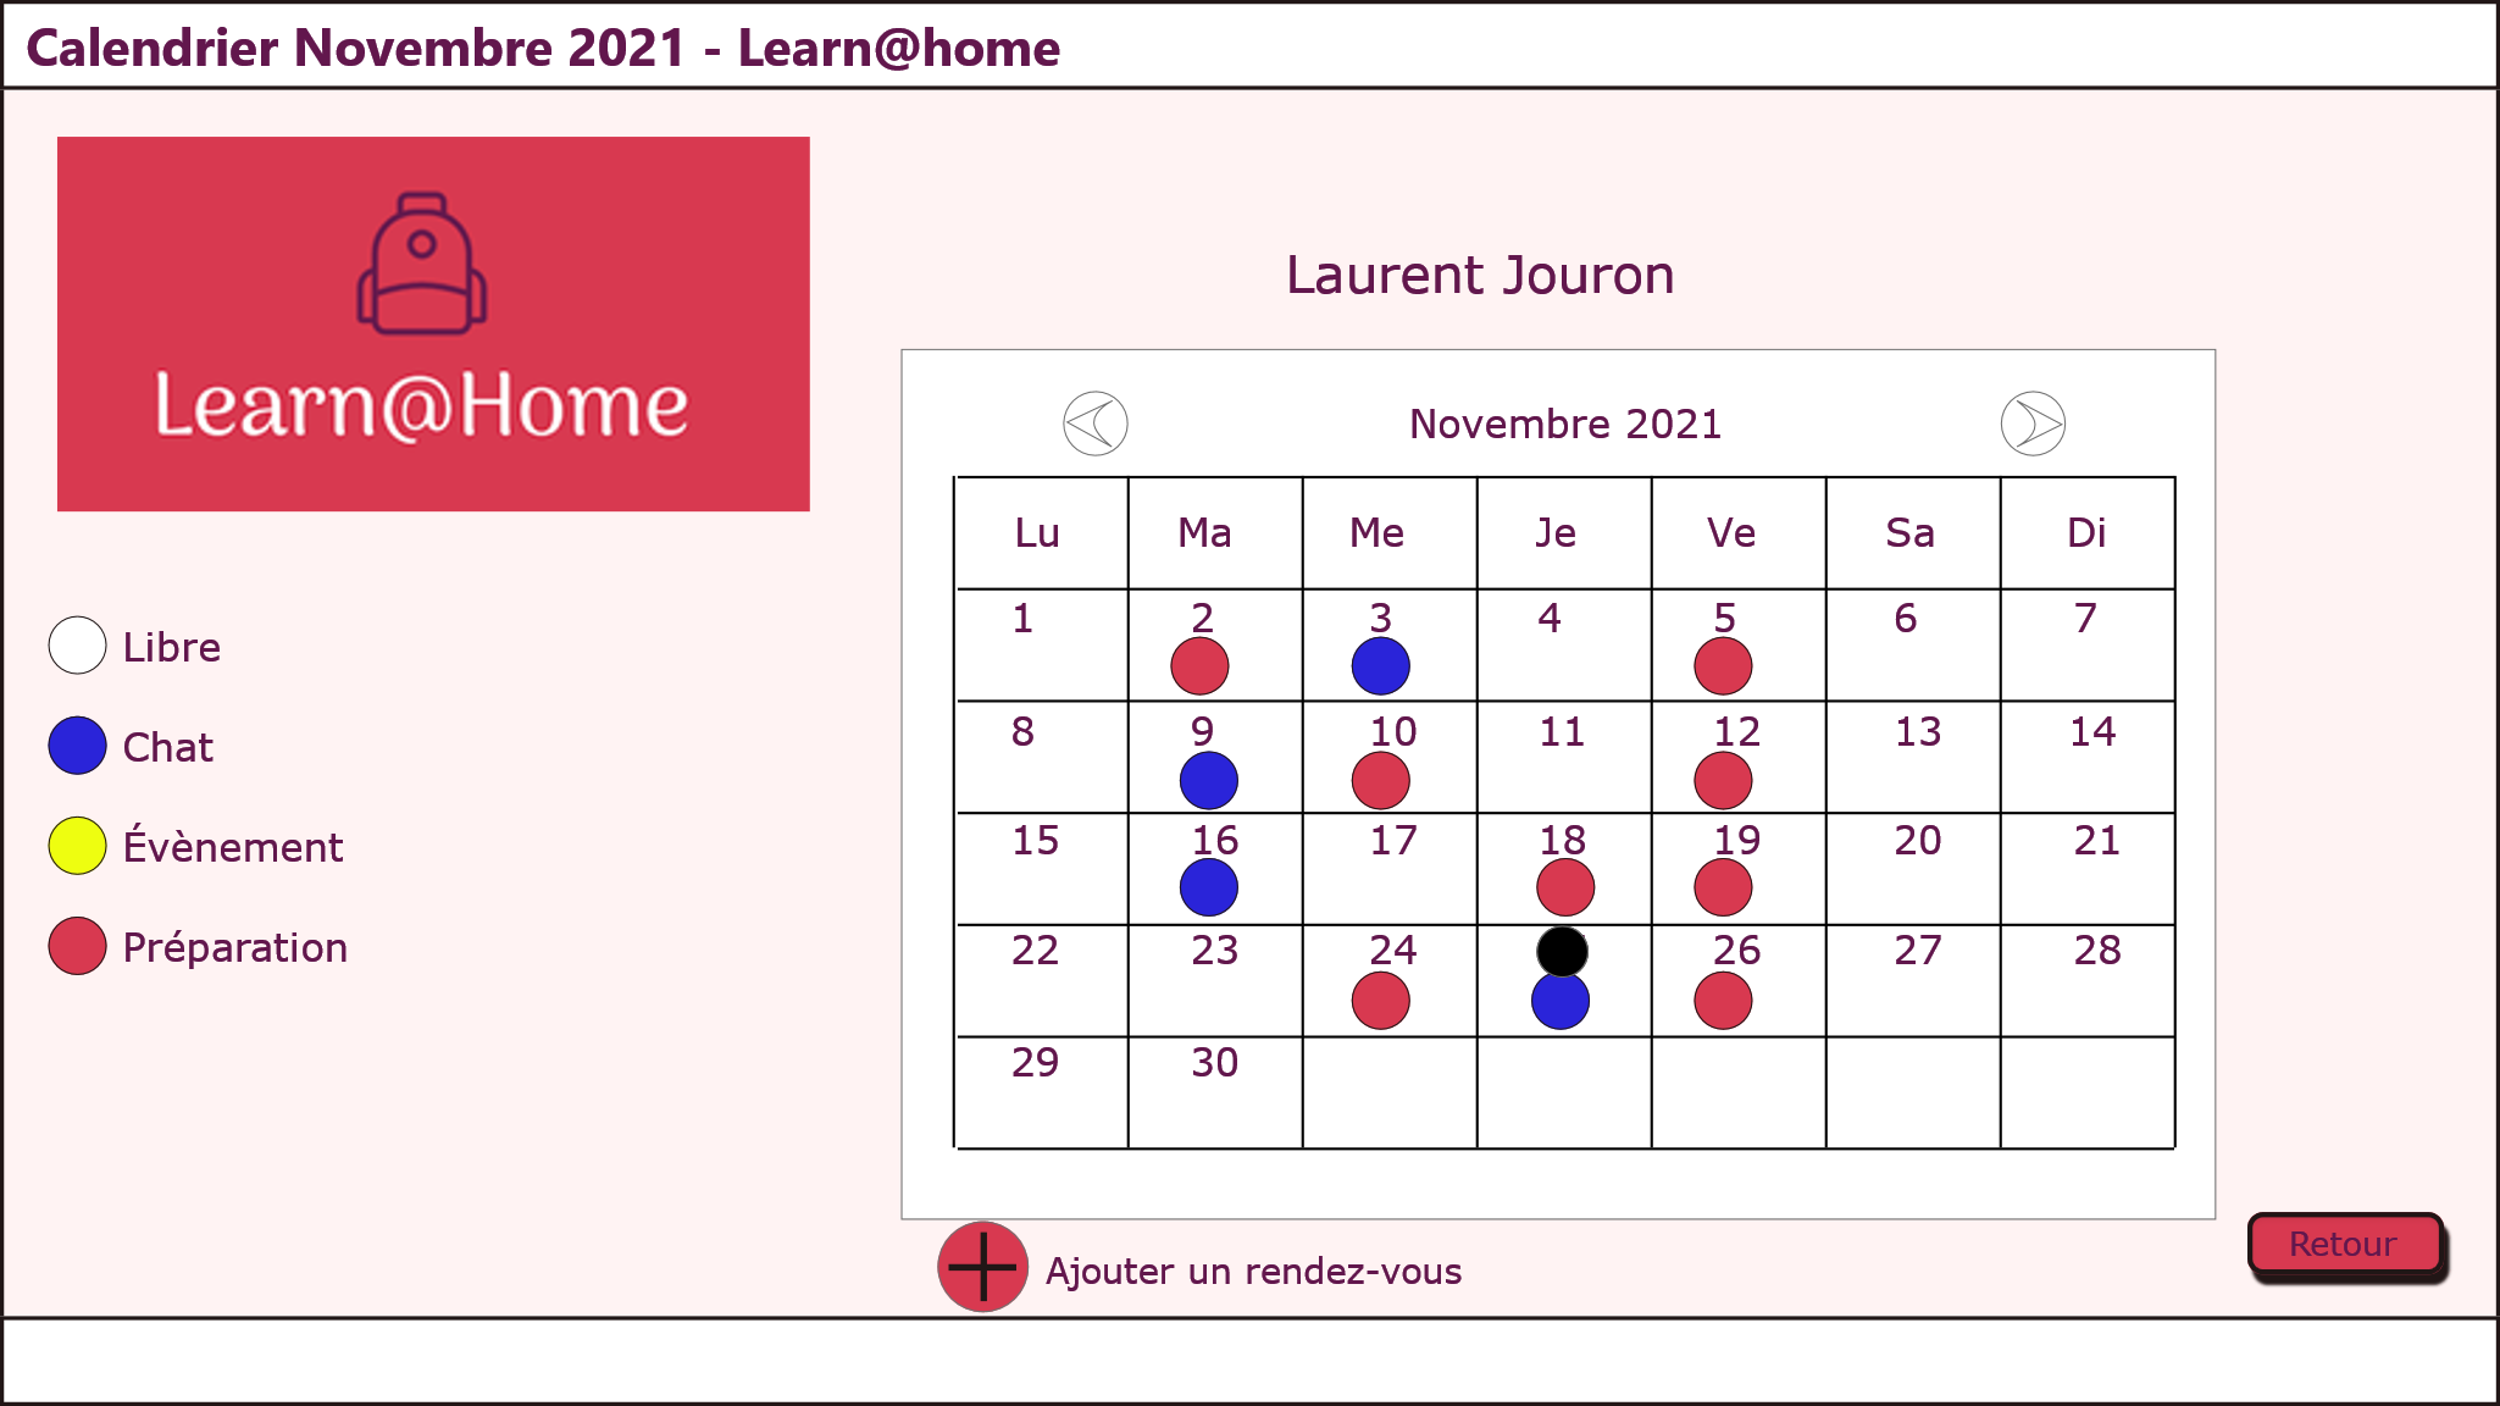 Calendrier Novembre 2021 - Learn@home
Learn@Home
Laurent Jouron
Novembre 2021
Lu Ma Me Je Ve Sa Di
1 2 3 4 5 6 7
8 9 10 11 12 13 14
15 16 17 18 19 20 21
22 23 24 26 27 28
29 30
Libre
Chat
Évènement
Préparation
Ajouter un rendez-vous
Retour